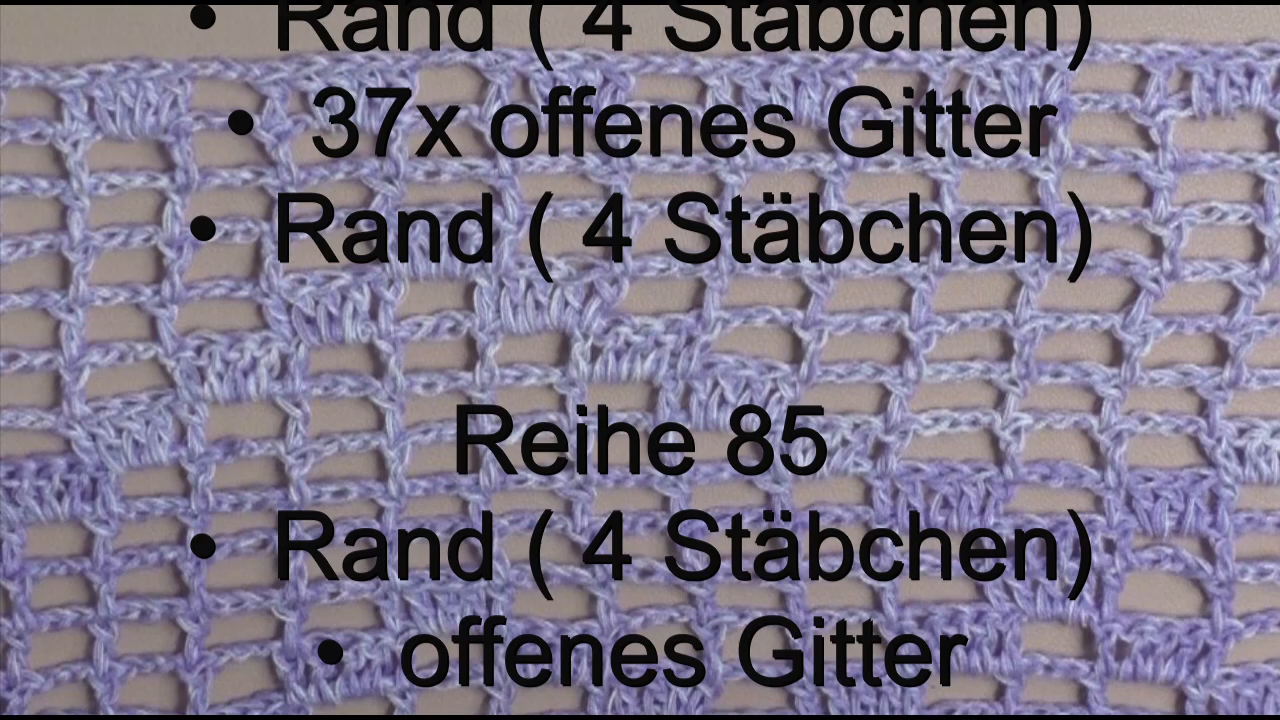 • Rand ( 4 Stäbchen)
• 37x offenes Gitter
• Rand ( 4 Stäbchen)
Reihe 85
• Rand ( 4 Stäbchen)
• offenes Gitter